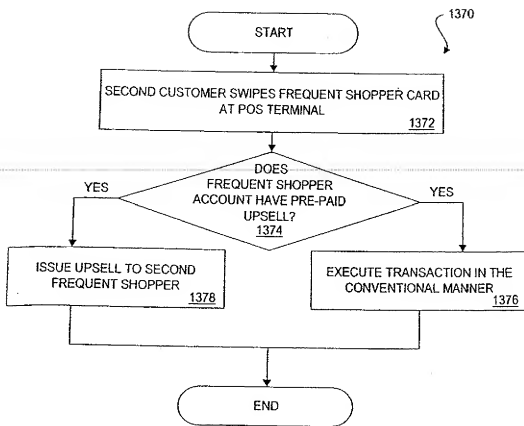 START
1370
SECOND CUSTOMER SWIPES FREQUENT SHOPPER CARD
AT POS TERMINAL
1372
DOES
FREQUENT SHOPPER
ACCOUNT HAVE PRE-PAID
UPSELL?
1374
YES
YES
ISSUE UPSELL TO SECOND
FREQUENT SHOPPER
1378
EXECUTE TRANSACTION IN THE
CONVENTIONAL MANNER
1376
END